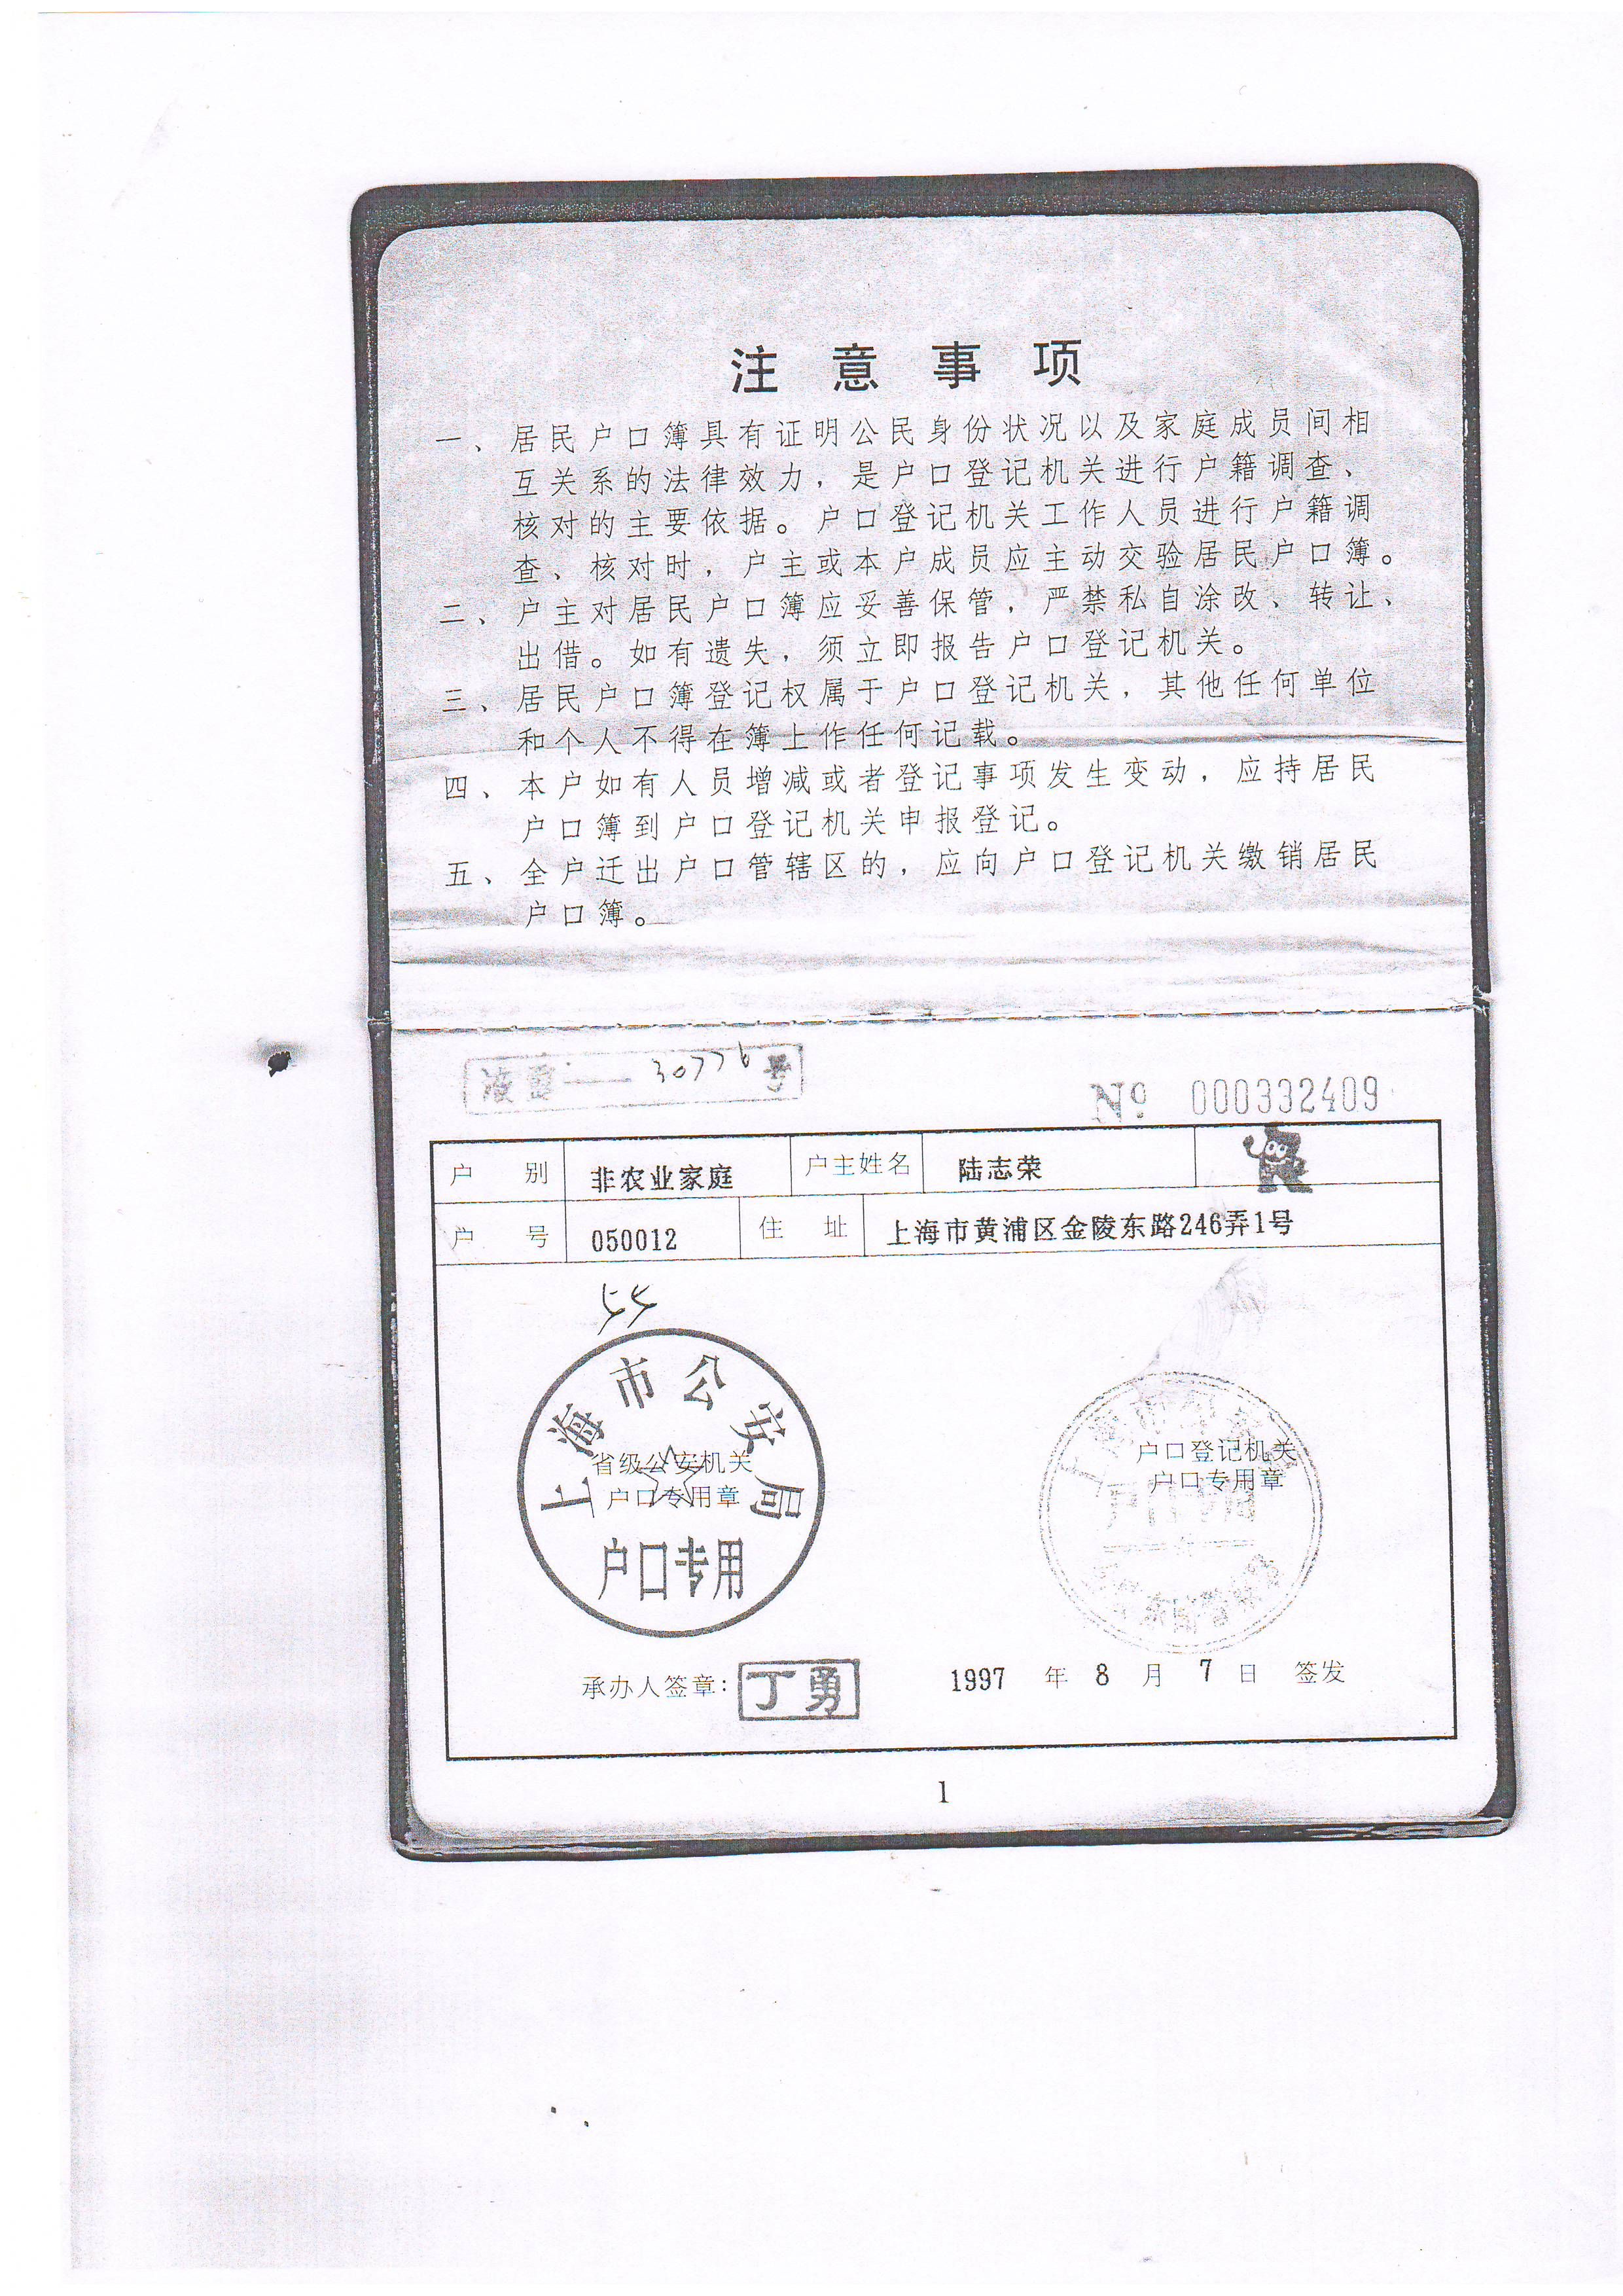 注意事项
一、居民户口簿具有证明公民身份状况以及家庭成员间相
互关系的法律效力，是户口登记机关进行户籍调查、
核对的主要依据。户口登记机关工作人员进行户籍调
查、核对时，户主或本户成员应主动交验居民户口簿。
二、户主对居民户口簿应妥善保管，严禁私自涂改、转让、
出借。如有遗失，须立即报告户口登记机关。
三、居民户口簿登记权属于户口登记机关，其他任何单位
和个人不得在簿上作任何记载。
四、本户如有人员增减或者登记事项发生变动，应持居民
户口簿到户口登记机关申报登记。
五、全户迁出户口管辖区的，应向户口登记机关缴销居民
户口簿。
30776 号
No 000332409
户 别 非农业家庭 户主姓名 陆志荣
户 号 050012 住 址 上海市黄浦区金陵东路246弄1号
上海市公安局
省级公安机关
户口专用章
户口专用
户口登记机关
户口专用章
户口专用
承办人签章: 丁勇 1997 年 8 月 7 日 签发
1